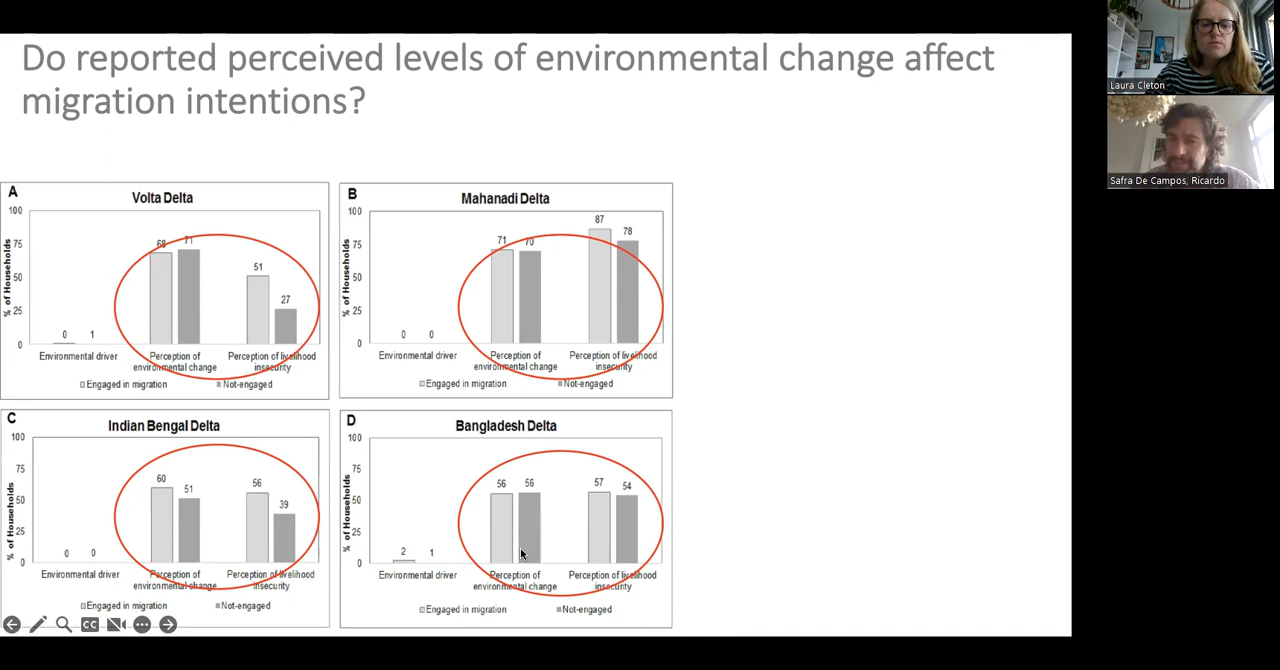 Do reported perceived levels of environmental change affect
migration intentions?
Laura Cleton
Safra De Campos, Ricardo
A
Volta Delta
100
75
50
25
0
% of Households
68
71
51
27
0
1
Environmental driver
Perception of
environmental change
Perception of livelihood
insecurity
Engaged in migration
Not-engaged
B
Mahanadi Delta
100
75
50
25
0
% of Households
71
70
87
78
0
0
Environmental driver
Perception of
environmental change
Perception of livelihood
insecurity
Engaged in migration
Not-engaged
C
Indian Bengal Delta
100
75
50
25
0
% of Households
60
51
56
39
0
0
Environmental driver
Perception of
environmental change
Perception of livelihood
insecurity
Engaged in migration
Not-engaged
D
Bangladesh Delta
100
75
50
25
0
% of Households
56
56
57
54
2
1
Environmental driver
Perception of
environmental change
Perception of livelihood
insecurity
Engaged in migration
Not-engaged
CC